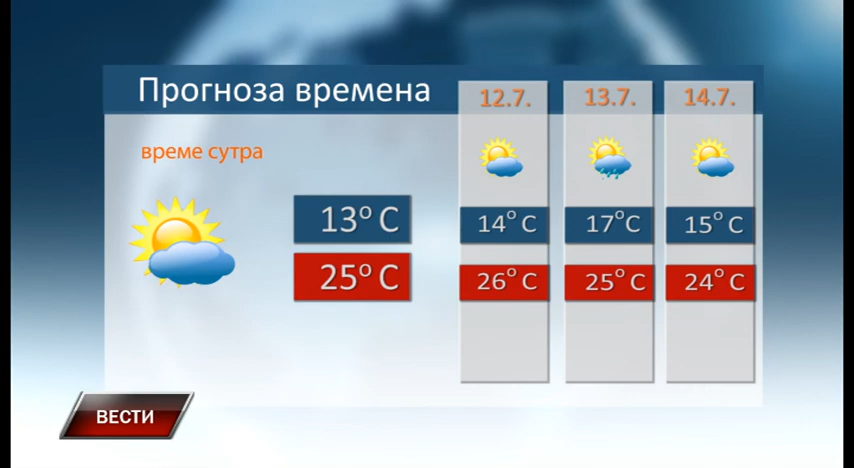 Прогноза времена
време сутра
13° C
25° C
12.7.
14° C
26° C
13.7.
17°C
25° C
14.7.
15° C
24° C
ВЕСТИ